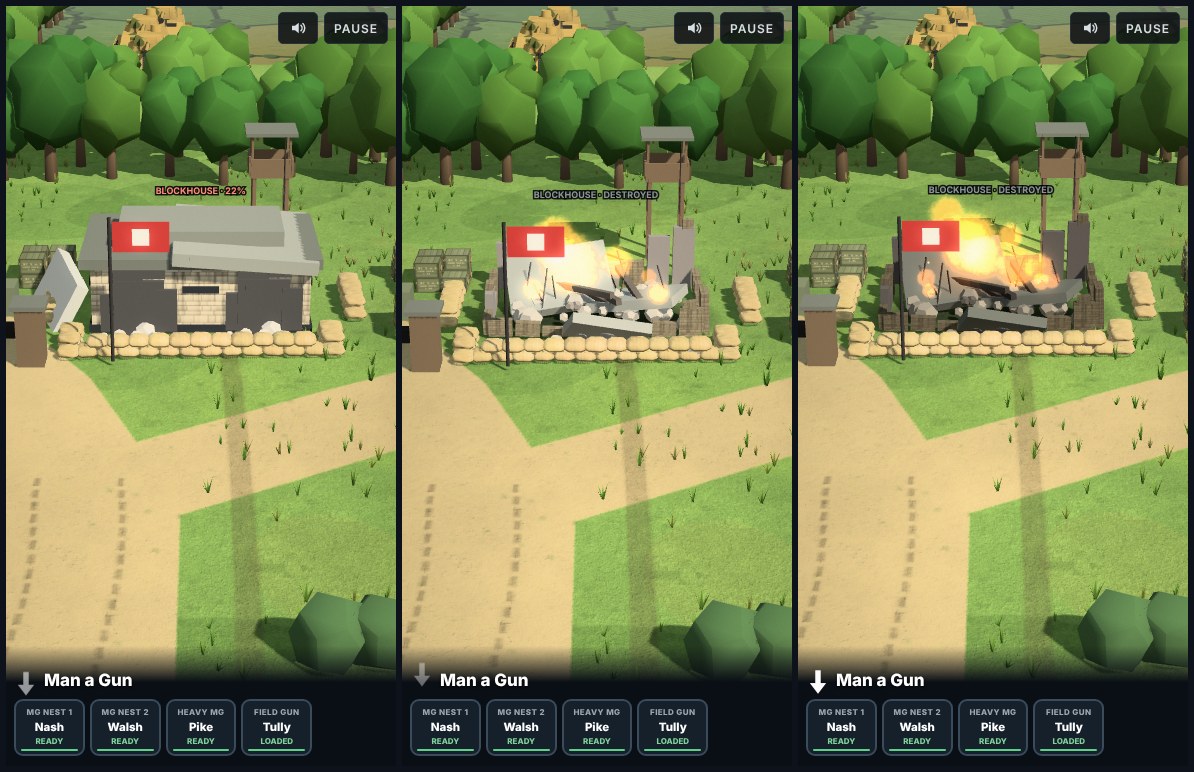 PAUSE
BLOCKHOUSE · 22%
Man a Gun
MG NEST 1
Nash
READY
MG NEST 2
Walsh
READY
HEAVY MG
Pike
READY
FIELD GUN
Tully
LOADED
PAUSE
BLOCKHOUSE · DESTROYED
Man a Gun
MG NEST 1
Nash
READY
MG NEST 2
Walsh
READY
HEAVY MG
Pike
READY
FIELD GUN
Tully
LOADED
PAUSE
BLOCKHOUSE · DESTROYED
Man a Gun
MG NEST 1
Nash
READY
MG NEST 2
Walsh
READY
HEAVY MG
Pike
READY
FIELD GUN
Tully
LOADED